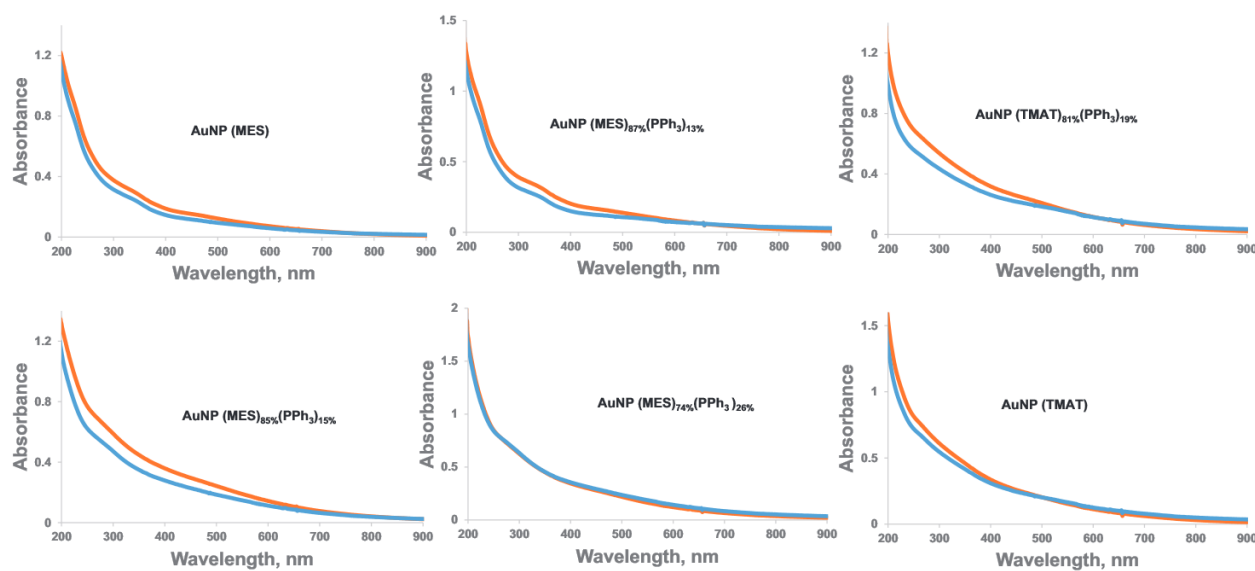 1.2
0.8
0.4
0
200 300 400 500 600 700 800 900
Absorbance
Wavelength, nm
AuNP (MES)
1.5
1
0.5
0
200 300 400 500 600 700 800 900
Absorbance
Wavelength, nm
AuNP (MES)87%(PPh3)13%
1.2
0.8
0.4
0
200 300 400 500 600 700 800 900
Absorbance
Wavelength, nm
AuNP (TMAT)81%(PPh3)19%
1.2
0.8
0.4
0
200 300 400 500 600 700 800 900
Absorbance
Wavelength, nm
AuNP (MES)85%(PPh3)15%
2
1.5
1
0.5
0
200 300 400 500 600 700 800 900
Absorbance
Wavelength, nm
AuNP (MES)74%(PPh3)26%
1.5
1
0.5
0
200 300 400 500 600 700 800 900
Absorbance
Wavelength, nm
AuNP (TMAT)